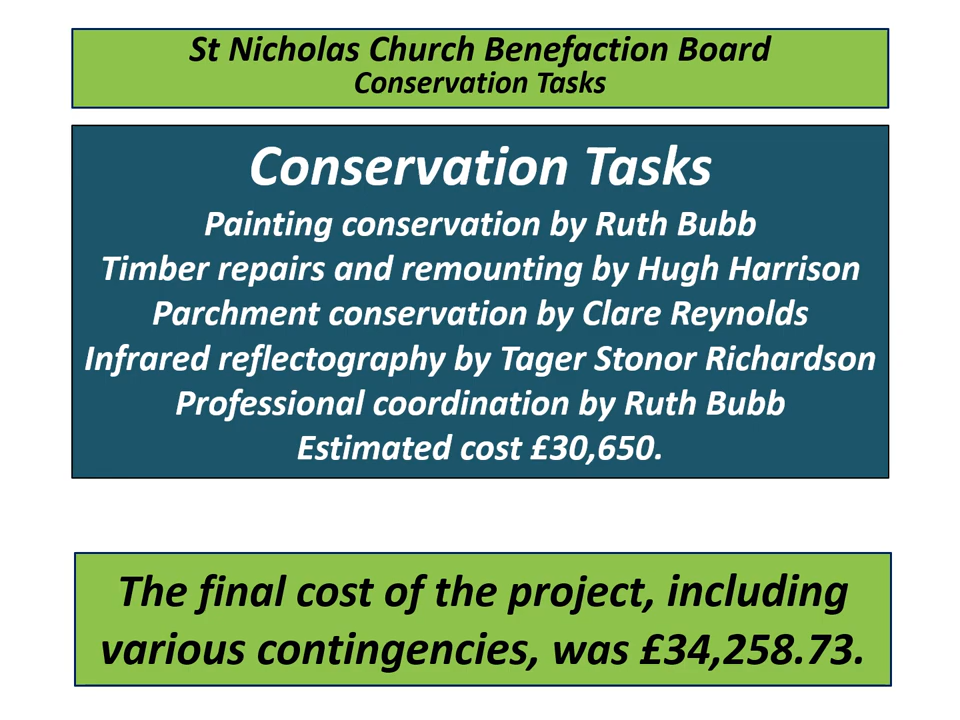 St Nicholas Church Benefaction Board
Conservation Tasks
Conservation Tasks
Painting conservation by Ruth Bubb
Timber repairs and remounting by Hugh Harrison
Parchment conservation by Clare Reynolds
Infrared reflectography by Tager Stonor Richardson
Professional coordination by Ruth Bubb
Estimated cost £30,650.
The final cost of the project, including
various contingencies, was £34,258.73.